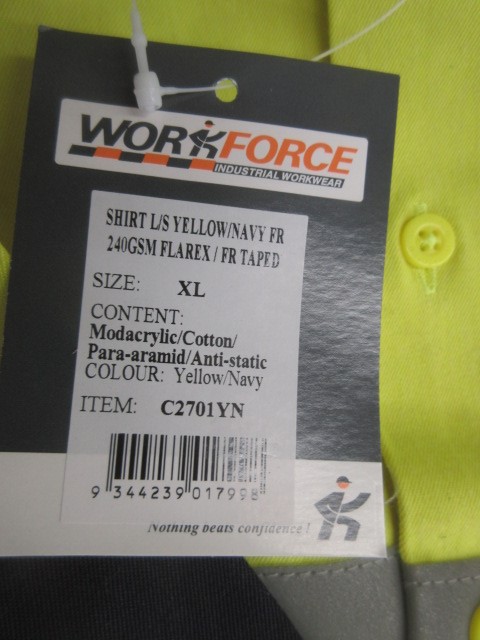 WORKFORCE
INDUSTRIAL WORKWEAR
SHIRT L/S YELLOW/NAVY FR
240GSM FLAREX / FR TAPED
SIZE: XL
CONTENT:
Modacrylic/Cotton/
Para-aramid/Anti-static
COLOUR: Yellow/Navy
ITEM: C2701YN
9 344239 01799
Nothing beats confidence !